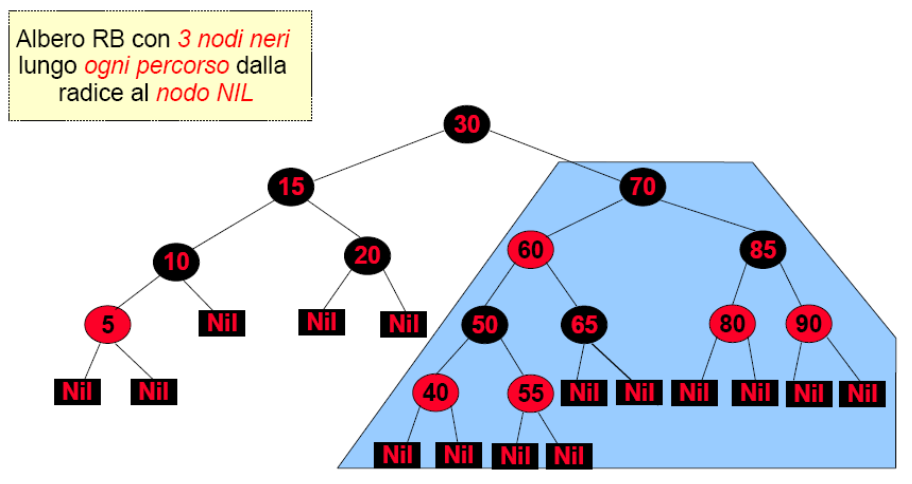 Albero RB con 3 nodi neri
lungo ogni percorso dalla
radice al nodo NIL
30
15
70
10
20
60
85
5
Nil
Nil
Nil
50
65
80
90
Nil
Nil
40
55
Nil
Nil
Nil
Nil
Nil
Nil
Nil
Nil
Nil
Nil